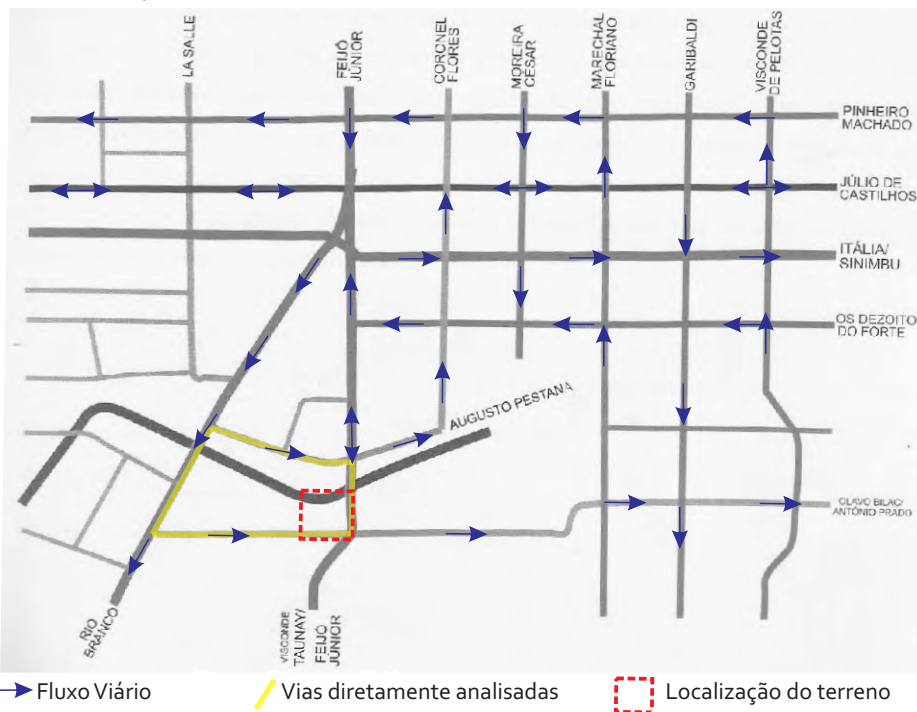 LA SALLE
FEIJÓ
JÚNIOR
CORONEL
FLORES
MOREIRA
CÉSAR
MARECHAL
FLORIANO
GARIBALDI
VISCONDE
DE PELOTAS
PINHEIRO
MACHADO
JÚLIO DE
CASTILHOS
ITÁLIA/
SINIMBU
OS DEZOITO
DO FORTE
AUGUSTO PESTANA
OLAVO BILAC/
ANTÔNIO PRADO
RIO
BRANCO
VISCONDE
TAUNAY/
FEIJÓ
JÚNIOR
Fluxo Viário
Vias diretamente analisadas
Localização do terreno